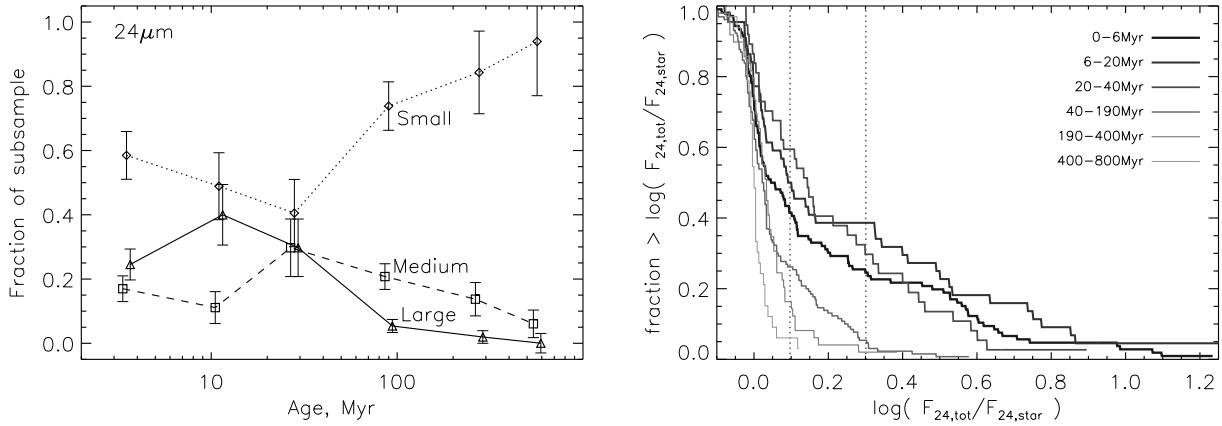 24μm
1.0
0.8
0.6
0.4
0.2
0.0
Fraction of subsample
Small
Medium
Large
10
100
Age, Myr
1.0
0.8
0.6
0.4
0.2
0.0
fraction > log( F24,tot/F24,star)
0-6Myr
6-20Myr
20-40Myr
40-190Myr
190-400Myr
400-800Myr
0.0 0.2 0.4 0.6 0.8 1.0 1.2
log( F24,tot/F24,star )